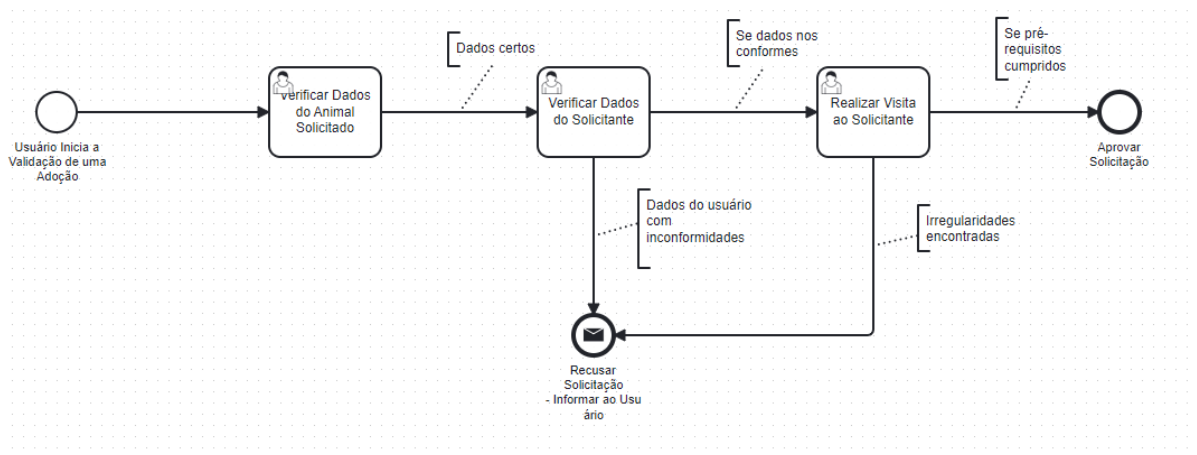 Usuário Inicia a
Validação de uma
Adoção
Verificar Dados
do Animal
Solicitado
Dados certos
Verificar Dados
do Solicitante
Se dados nos
conformes
Realizar Visita
ao Solicitante
Se pré-
requisitos
cumpridos
Aprovar
Solicitação
Dados do usuário
com
inconformidades
Irregularidades
encontradas
Recusar
Solicitação
- Informar ao Usu
ário